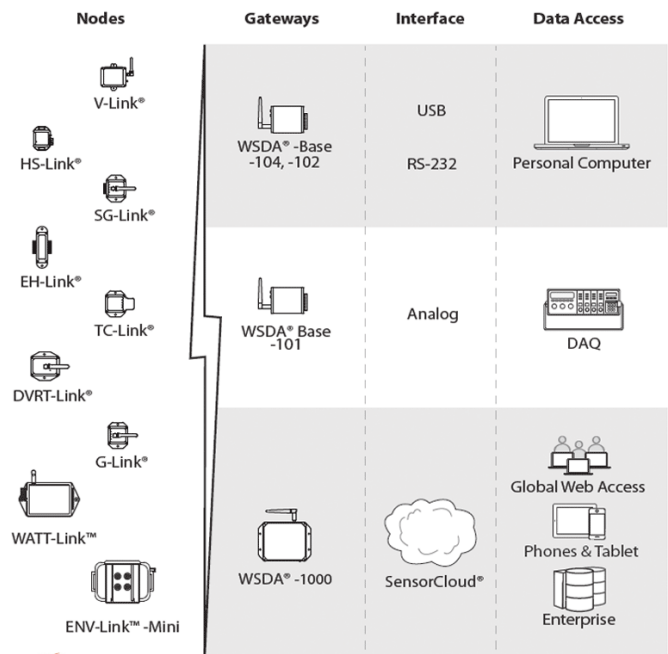 Nodes
Gateways
Interface
Data Access
V-Link®
HS-Link®
SG-Link®
EH-Link®
TC-Link®
DVRT-Link®
G-Link®
WATT-Link™
ENV-Link™ -Mini
WSDA® -Base
-104, -102
USB
RS-232
Personal Computer
WSDA® Base
-101
Analog
DAQ
WSDA® -1000
SensorCloud®
Global Web Access
Phones & Tablet
Enterprise